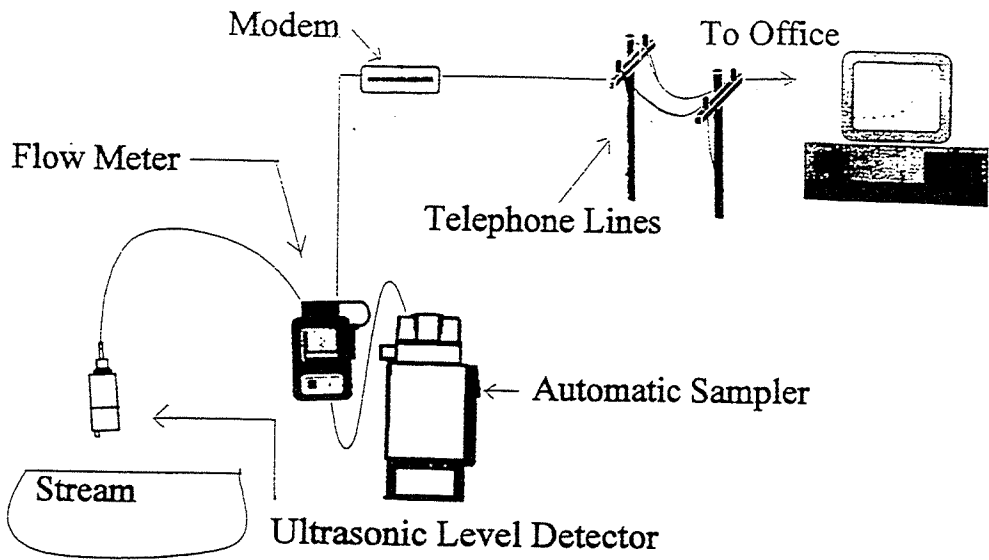 Modem
To Office
Flow Meter
Telephone Lines
Automatic Sampler
Stream
Ultrasonic Level Detector